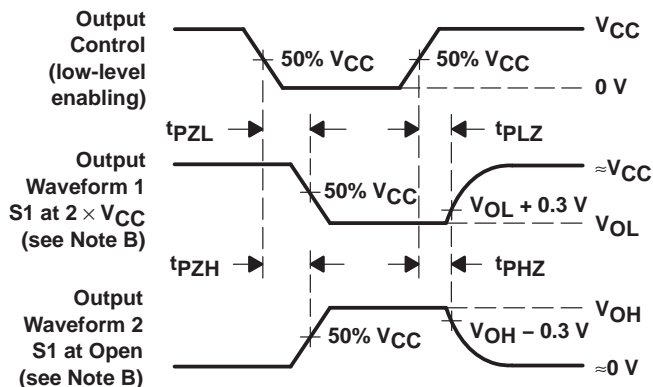 Output
Control
(low-level
enabling)
50% VCC
50% VCC
VCC
0 V
tPZL
tPLZ
Output
Waveform 1
S1 at 2 × VCC
(see Note B)
50% VCC
≈VCC
VOL + 0.3 V
VOL
tPZH
tPHZ
Output
Waveform 2
S1 at Open
(see Note B)
50% VCC
VOH
VOH − 0.3 V
≈0 V